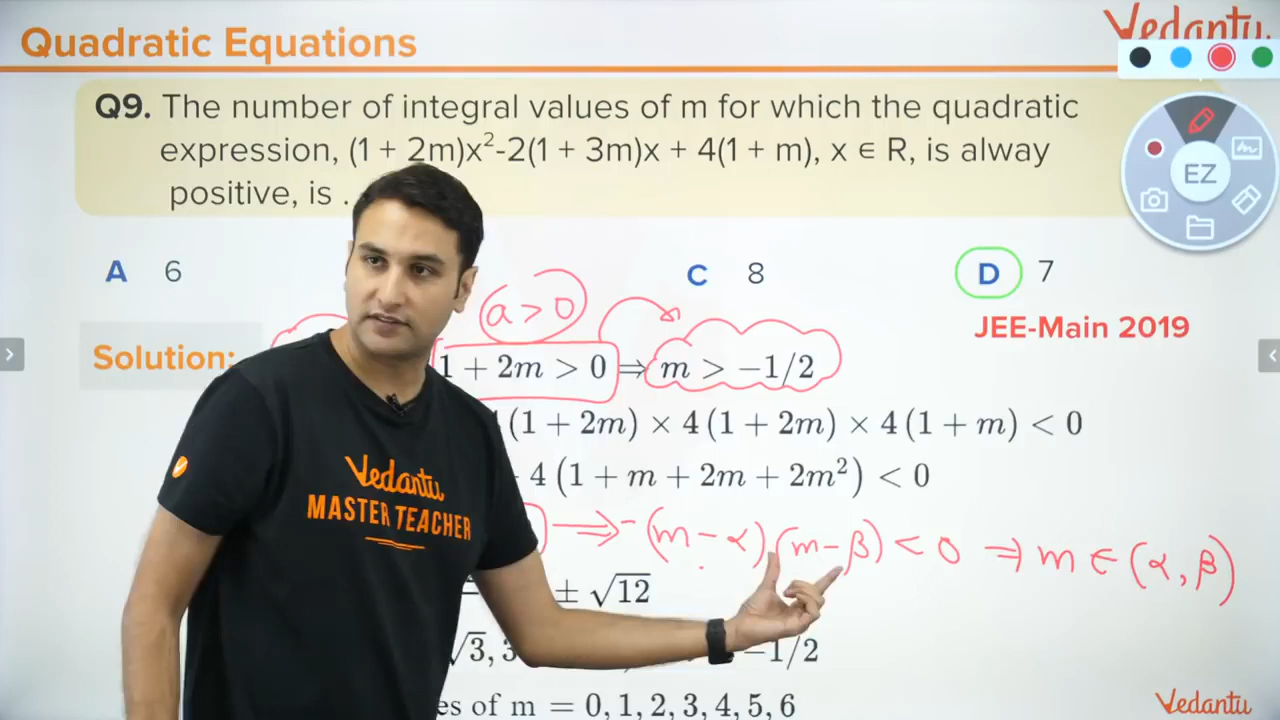 Quadratic Equations
Vedantu
Q9. The number of integral values of m for which the quadratic
expression, (1 + 2m)x²-2(1 + 3m)x + 4(1 + m), x ∈ R, is alway
positive, is .
EZ
A 6
C 8
D 7
JEE-Main 2019
a > 0
Solution:
1 + 2m > 0 ⇒ m > −1/2
(1 + 2m) × 4 (1 + 2m) × 4 (1 + m) < 0
4 (1 + m + 2m + 2m²) < 0
⟹ (m − α)(m − β) < 0 ⇒ m ∈ (α, β)
± √12
√3, 3
−1/2
es of m = 0, 1, 2, 3, 4, 5, 6
Vedantu
MASTER TEACHER
Vedantu